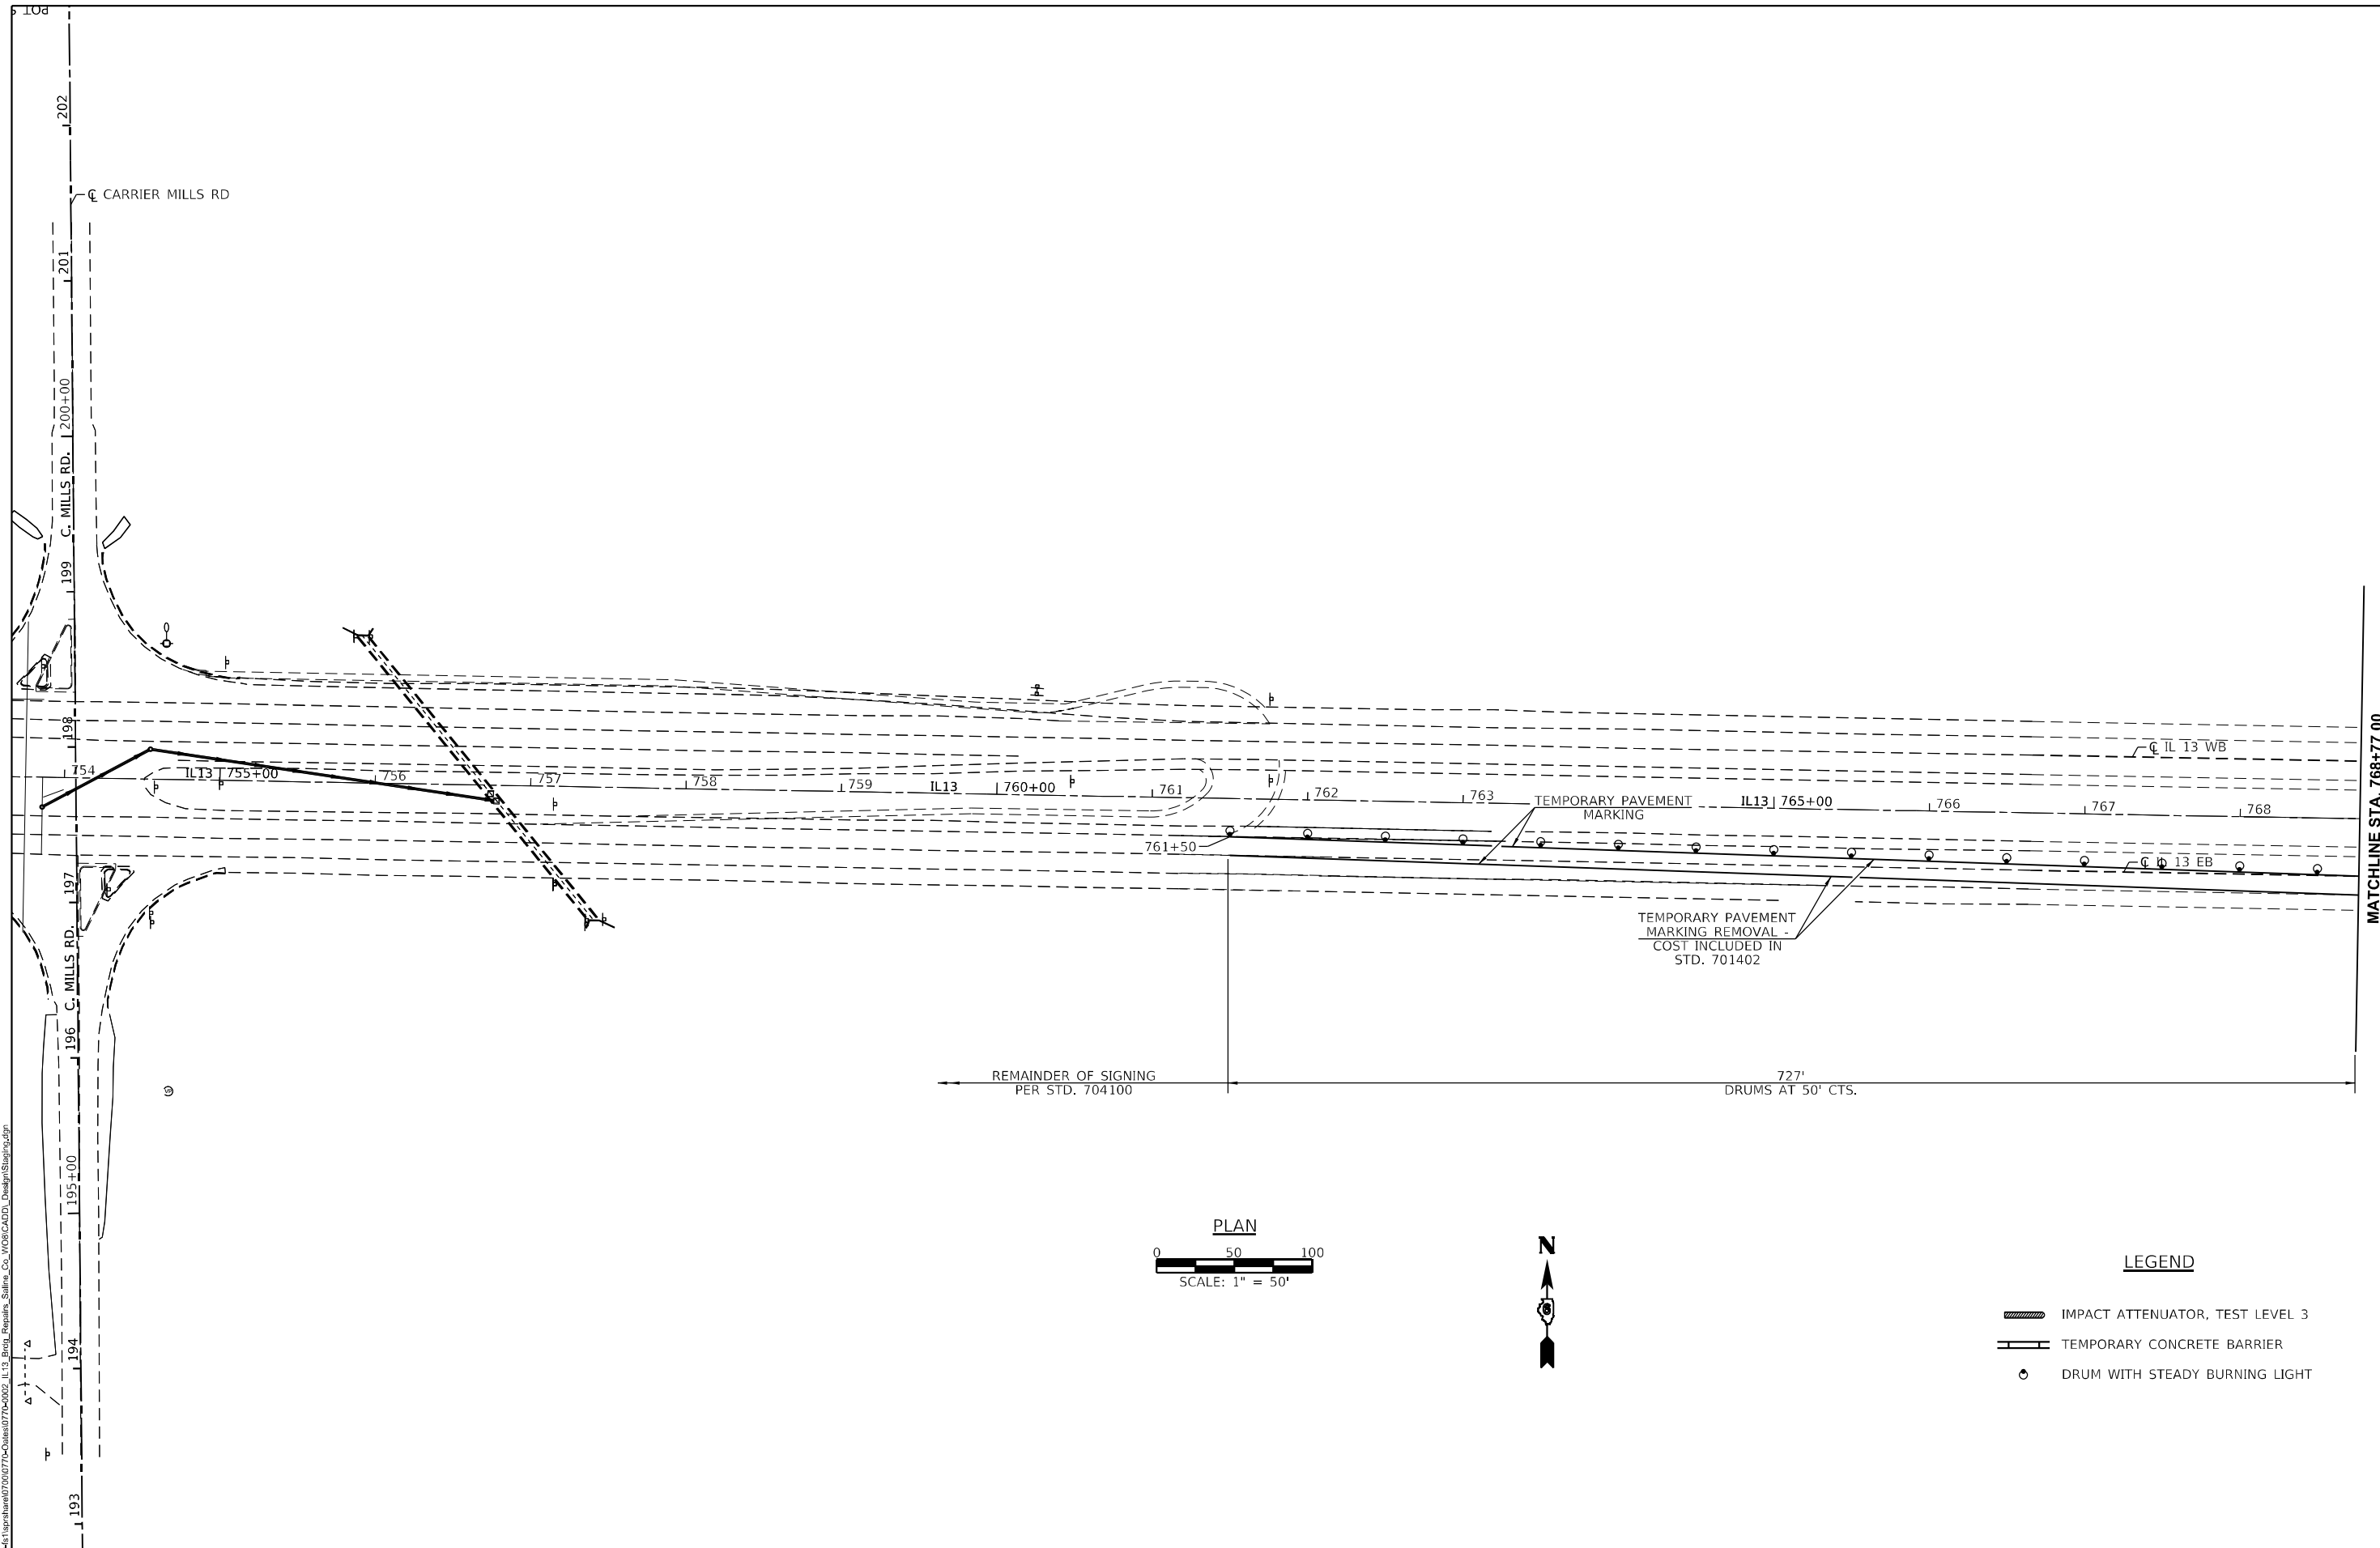 POT S
202
℄ CARRIER MILLS RD
201
200+00
C. MILLS RD.
199
198
754
IL13
755+00
756
757
758
759
IL13
760+00
761
762
763
IL13
765+00
766
767
768
℄ IL 13 WB
TEMPORARY PAVEMENT
MARKING
761+50
℄ IL 13 EB
MATCHLINE STA. 768+77.00
197
C. MILLS RD.
TEMPORARY PAVEMENT
MARKING REMOVAL -
COST INCLUDED IN
STD. 701402
196
REMAINDER OF SIGNING
PER STD. 704100
727'
DRUMS AT 50' CTS.
195+00
194
193
PLAN
0 50 100
SCALE: 1" = 50'
N
LEGEND
IMPACT ATTENUATOR, TEST LEVEL 3
TEMPORARY CONCRETE BARRIER
DRUM WITH STEADY BURNING LIGHT